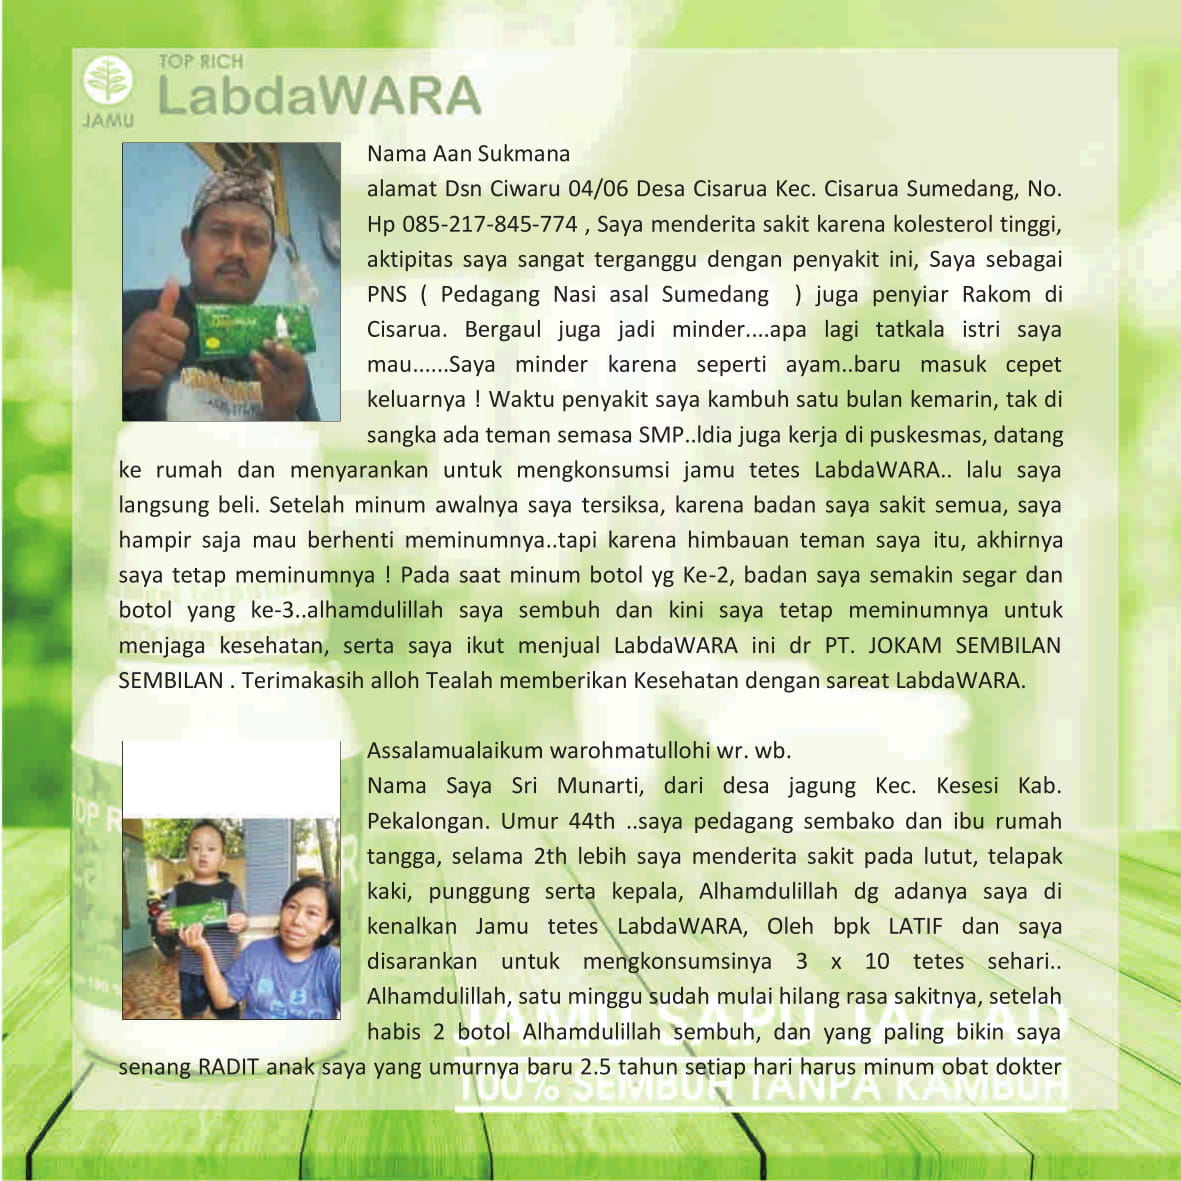 TOP RICH
LabdaWARA
JAMU
Nama Aan Sukmana
alamat Dsn Ciwaru 04/06 Desa Cisarua Kec. Cisarua Sumedang, No.
Hp 085-217-845-774 , Saya menderita sakit karena kolesterol tinggi,
aktipitas saya sangat terganggu dengan penyakit ini, Saya sebagai
PNS ( Pedagang Nasi asal Sumedang ) juga penyiar Rakom di
Cisarua. Bergaul juga jadi minder....apa lagi tatkala istri saya
mau......Saya minder karena seperti ayam..baru masuk cepet
keluarnya ! Waktu penyakit saya kambuh satu bulan kemarin, tak di
sangka ada teman semasa SMP..ldia juga kerja di puskesmas, datang
ke rumah dan menyarankan untuk mengkonsumsi jamu tetes LabdaWARA.. lalu saya
langsung beli. Setelah minum awalnya saya tersiksa, karena badan saya sakit semua, saya
hampir saja mau berhenti meminumnya..tapi karena himbauan teman saya itu, akhirnya
saya tetap meminumnya ! Pada saat minum botol yg Ke-2, badan saya semakin segar dan
botol yang ke-3..alhamdulillah saya sembuh dan kini saya tetap meminumnya untuk
menjaga kesehatan, serta saya ikut menjual LabdaWARA ini dr PT. JOKAM SEMBILAN
SEMBILAN . Terimakasih alloh Tealah memberikan Kesehatan dengan sareat LabdaWARA.
Assalamualaikum warohmatullohi wr. wb.
Nama Saya Sri Munarti, dari desa jagung Kec. Kesesi Kab.
Pekalongan. Umur 44th ..saya pedagang sembako dan ibu rumah
tangga, selama 2th lebih saya menderita sakit pada lutut, telapak
kaki, punggung serta kepala, Alhamdulillah dg adanya saya di
kenalkan Jamu tetes LabdaWARA, Oleh bpk LATIF dan saya
disarankan untuk mengkonsumsinya 3 x 10 tetes sehari..
Alhamdulillah, satu minggu sudah mulai hilang rasa sakitnya, setelah
habis 2 botol Alhamdulillah sembuh, dan yang paling bikin saya
senang RADIT anak saya yang umurnya baru 2.5 tahun setiap hari harus minum obat dokter
JAMU SAPU JAGAD
100% SEMBUH TANPA KAMBUH